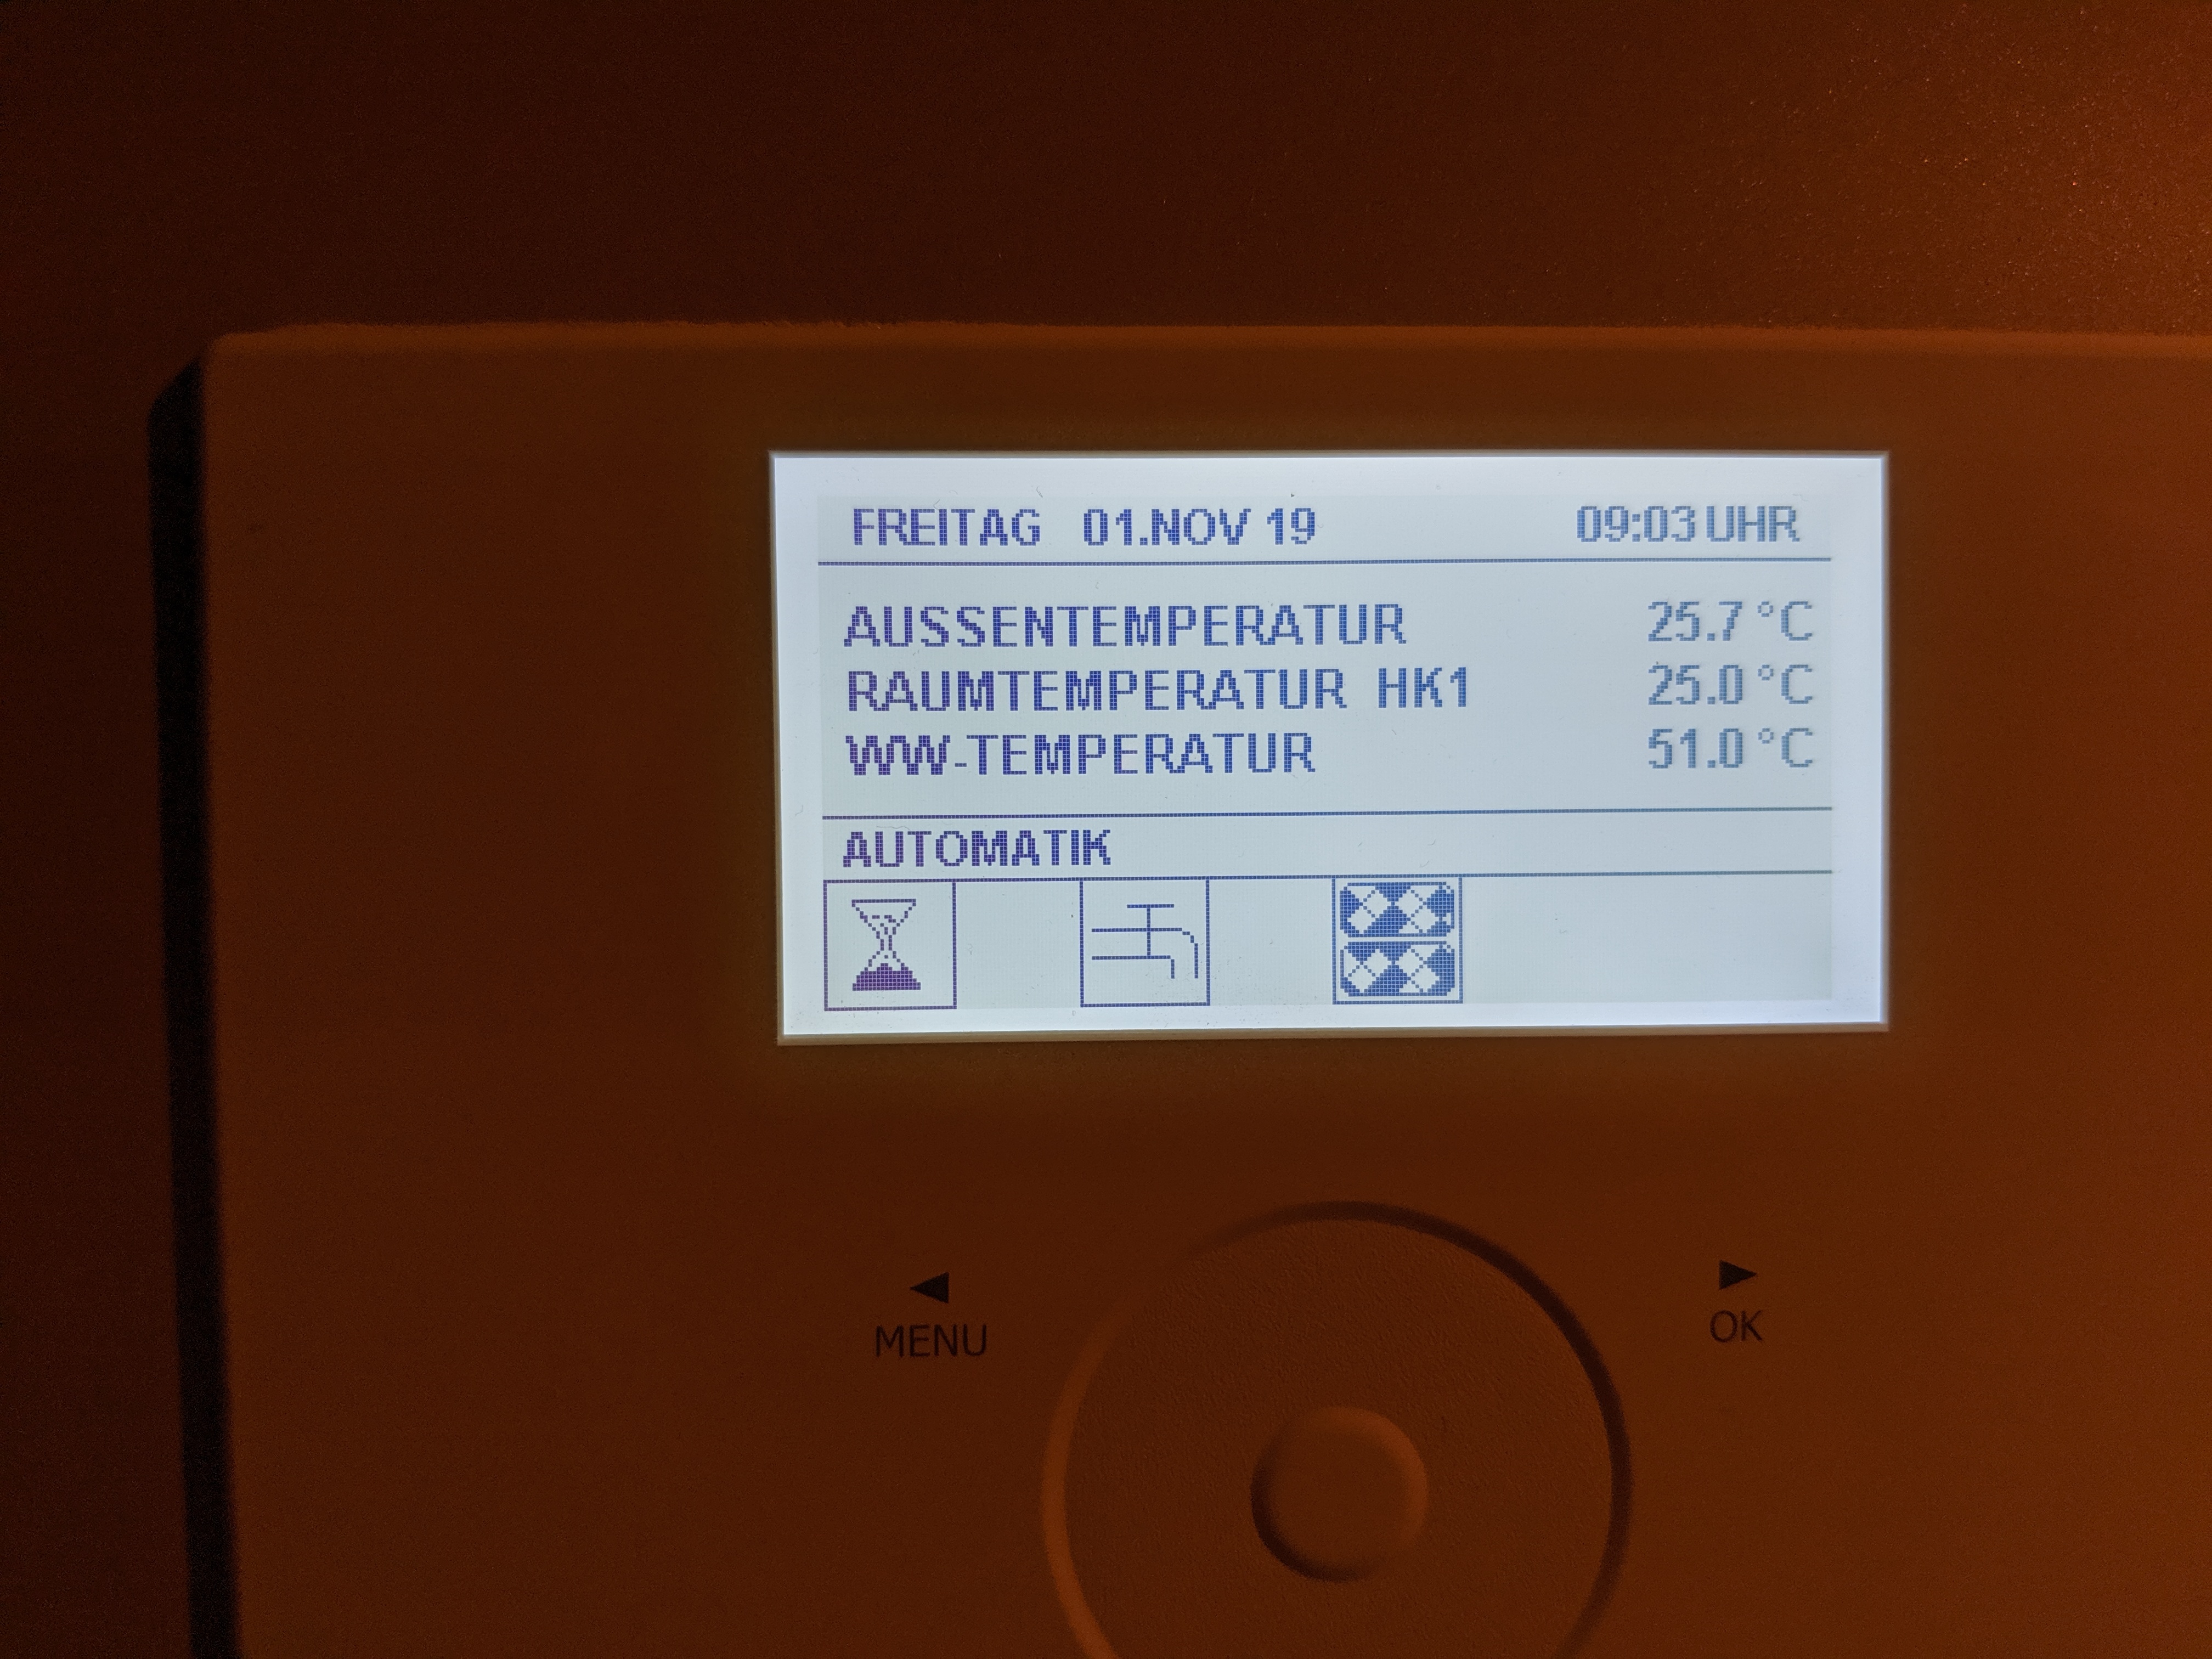 FREITAG 01.NOV 19 09:03 UHR
AUSSENTEMPERATUR 25.7 °C
RAUMTEMPERATUR HK1 25.0 °C
WW-TEMPERATUR 51.0 °C
AUTOMATIK
◀ ▶
MENU OK